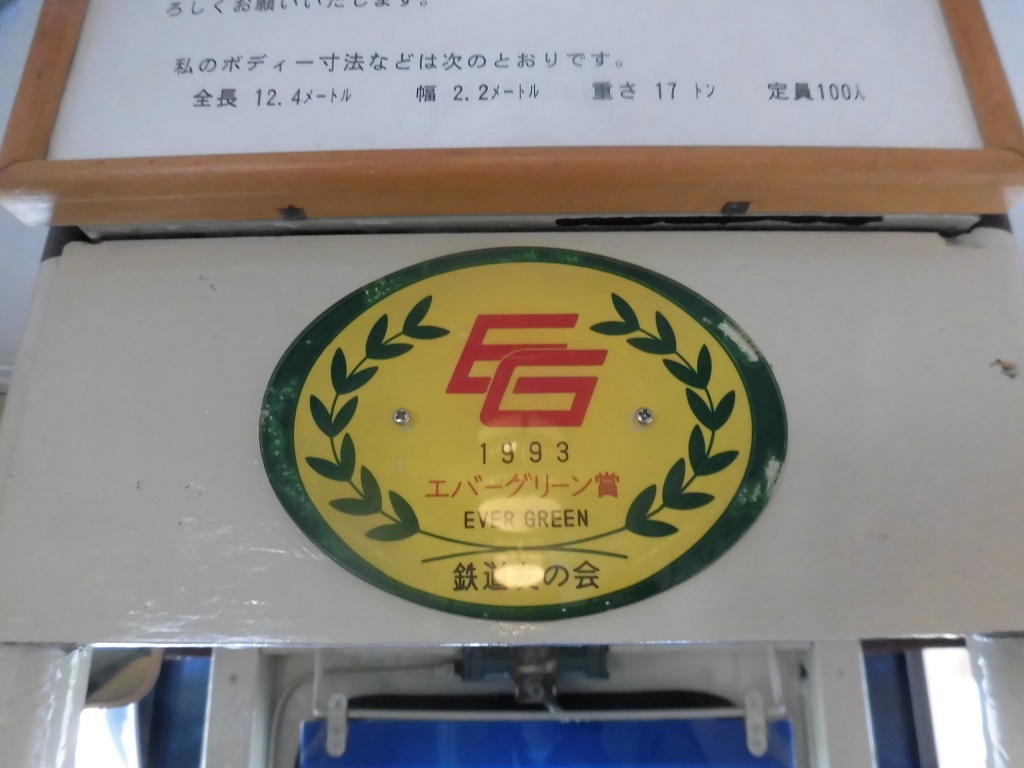 ろしくお願いいたします。
私のボディー寸法などは次のとおりです。
全長 12.4メートル 幅 2.2メートル 重さ 17 トン 定員100人
EG
1993
エバーグリーン賞
EVER GREEN
鉄道友の会